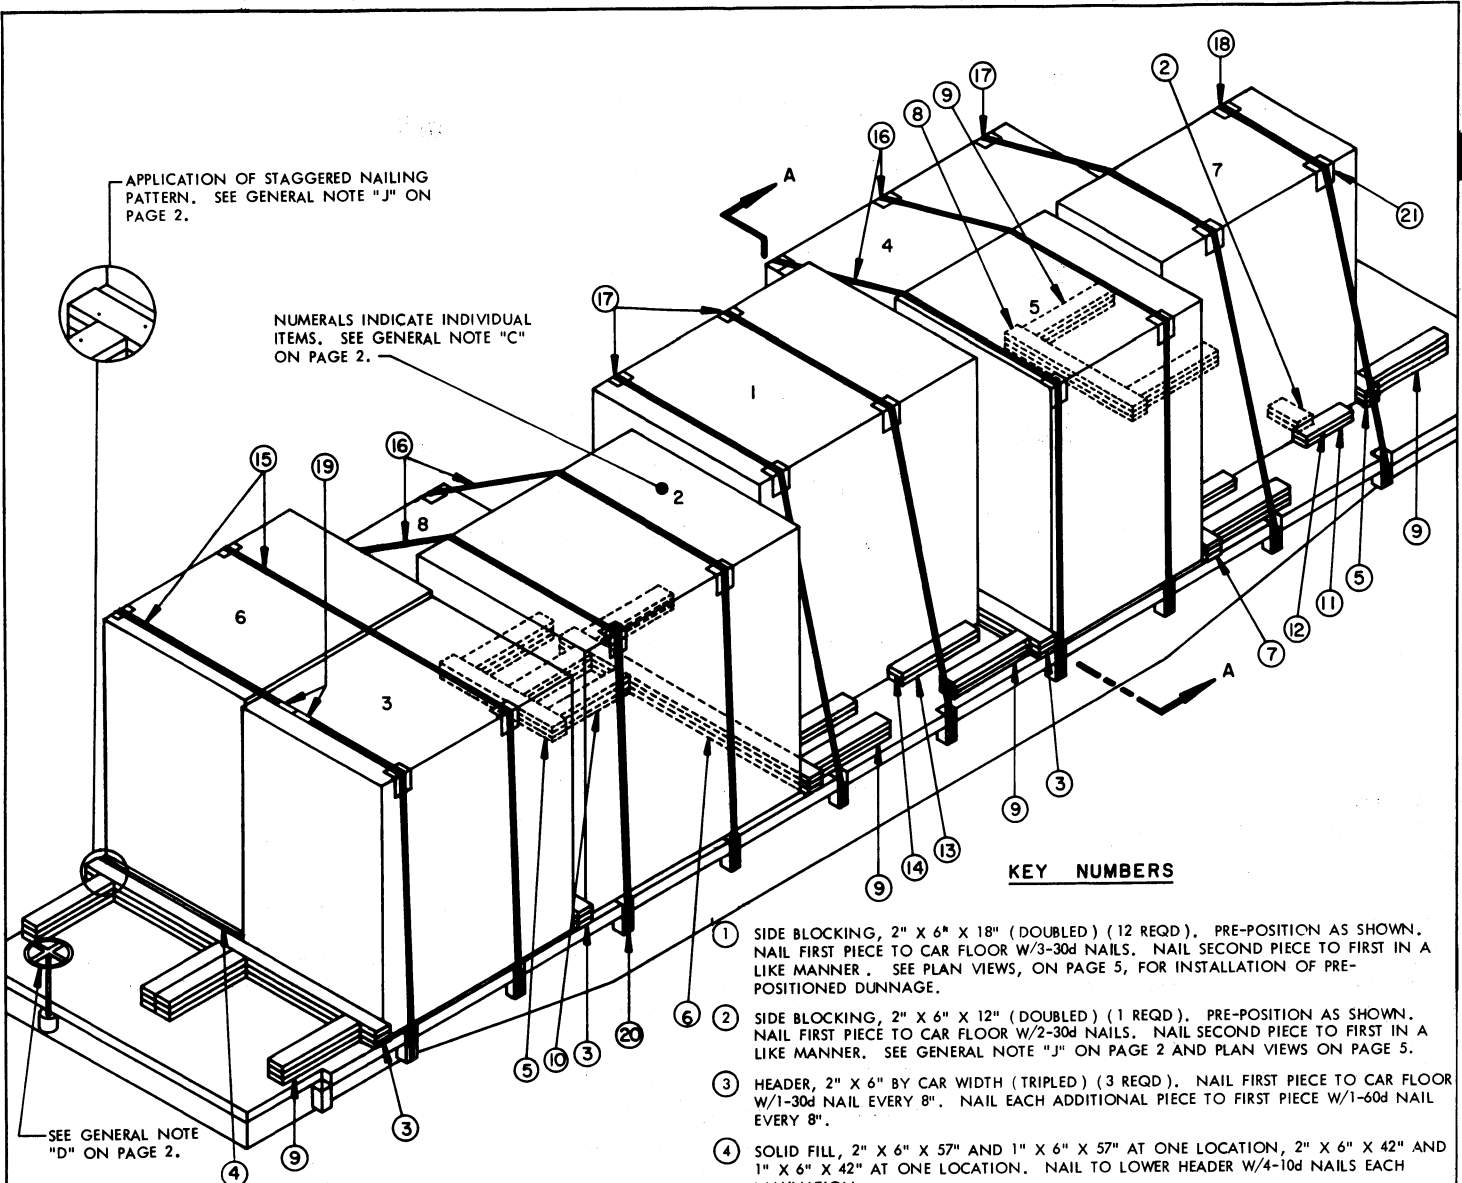 APPLICATION OF STAGGERED NAILING
PATTERN. SEE GENERAL NOTE "J" ON
PAGE 2.
NUMERALS INDICATE INDIVIDUAL
ITEMS. SEE GENERAL NOTE "C"
ON PAGE 2.
18
2
17
9
8
16
A
7
21
4
5
17
1
15
19
16
2
8
6
3
9
5
11
12
7
A
3
9
13
14
9
6
20
3
10
5
3
9
4
SEE GENERAL NOTE
"D" ON PAGE 2.
KEY NUMBERS
1 SIDE BLOCKING, 2" X 6" X 18" (DOUBLED) (12 REQD). PRE-POSITION AS SHOWN.
NAIL FIRST PIECE TO CAR FLOOR W/3-30d NAILS. NAIL SECOND PIECE TO FIRST IN A
LIKE MANNER. SEE PLAN VIEWS, ON PAGE 5, FOR INSTALLATION OF PRE-
POSITIONED DUNNAGE.
2 SIDE BLOCKING, 2" X 6" X 12" (DOUBLED) (1 REQD). PRE-POSITION AS SHOWN.
NAIL FIRST PIECE TO CAR FLOOR W/2-30d NAILS. NAIL SECOND PIECE TO FIRST IN A
LIKE MANNER. SEE GENERAL NOTE "J" ON PAGE 2 AND PLAN VIEWS ON PAGE 5.
3 HEADER, 2" X 6" BY CAR WIDTH (TRIPLED) (3 REQD). NAIL FIRST PIECE TO CAR FLOOR
W/1-30d NAIL EVERY 8". NAIL EACH ADDITIONAL PIECE TO FIRST PIECE W/1-60d NAIL
EVERY 8".
4 SOLID FILL, 2" X 6" X 57" AND 1" X 6" X 57" AT ONE LOCATION, 2" X 6" X 42" AND
1" X 6" X 42" AT ONE LOCATION. NAIL TO LOWER HEADER W/4-10d NAILS EACH